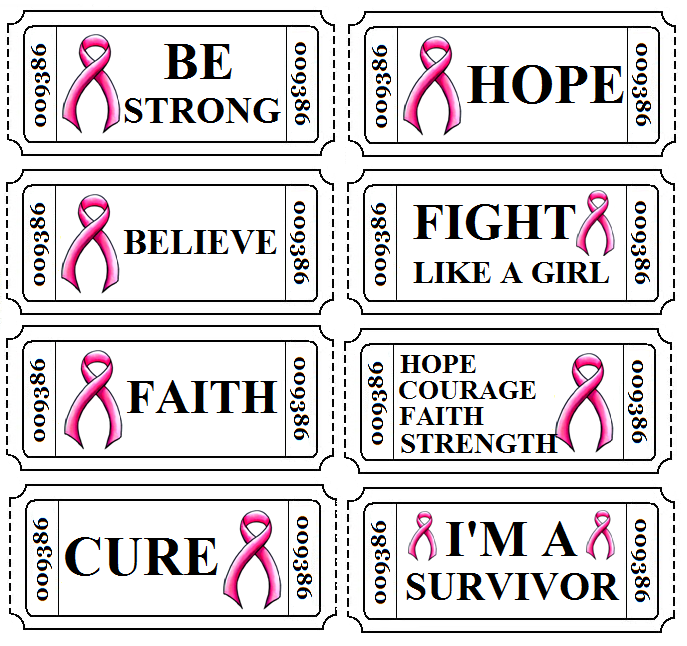 009386
BE
STRONG
009386
009386
HOPE
009386
009386
BELIEVE
009386
009386
FIGHT
LIKE A GIRL
009386
009386
FAITH
009386
009386
HOPE
COURAGE
FAITH
STRENGTH
009386
009386
CURE
009386
009386
I'M A
SURVIVOR
009386